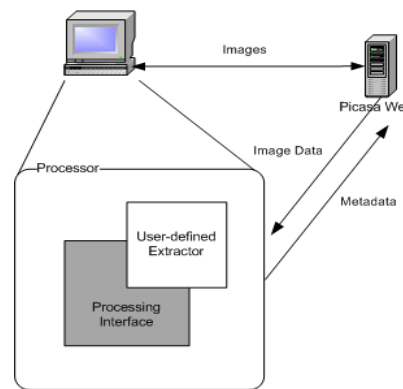 Images
Picasa We
Image Data
Processor
Metadata
User-defined
Extractor
Processing
Interface